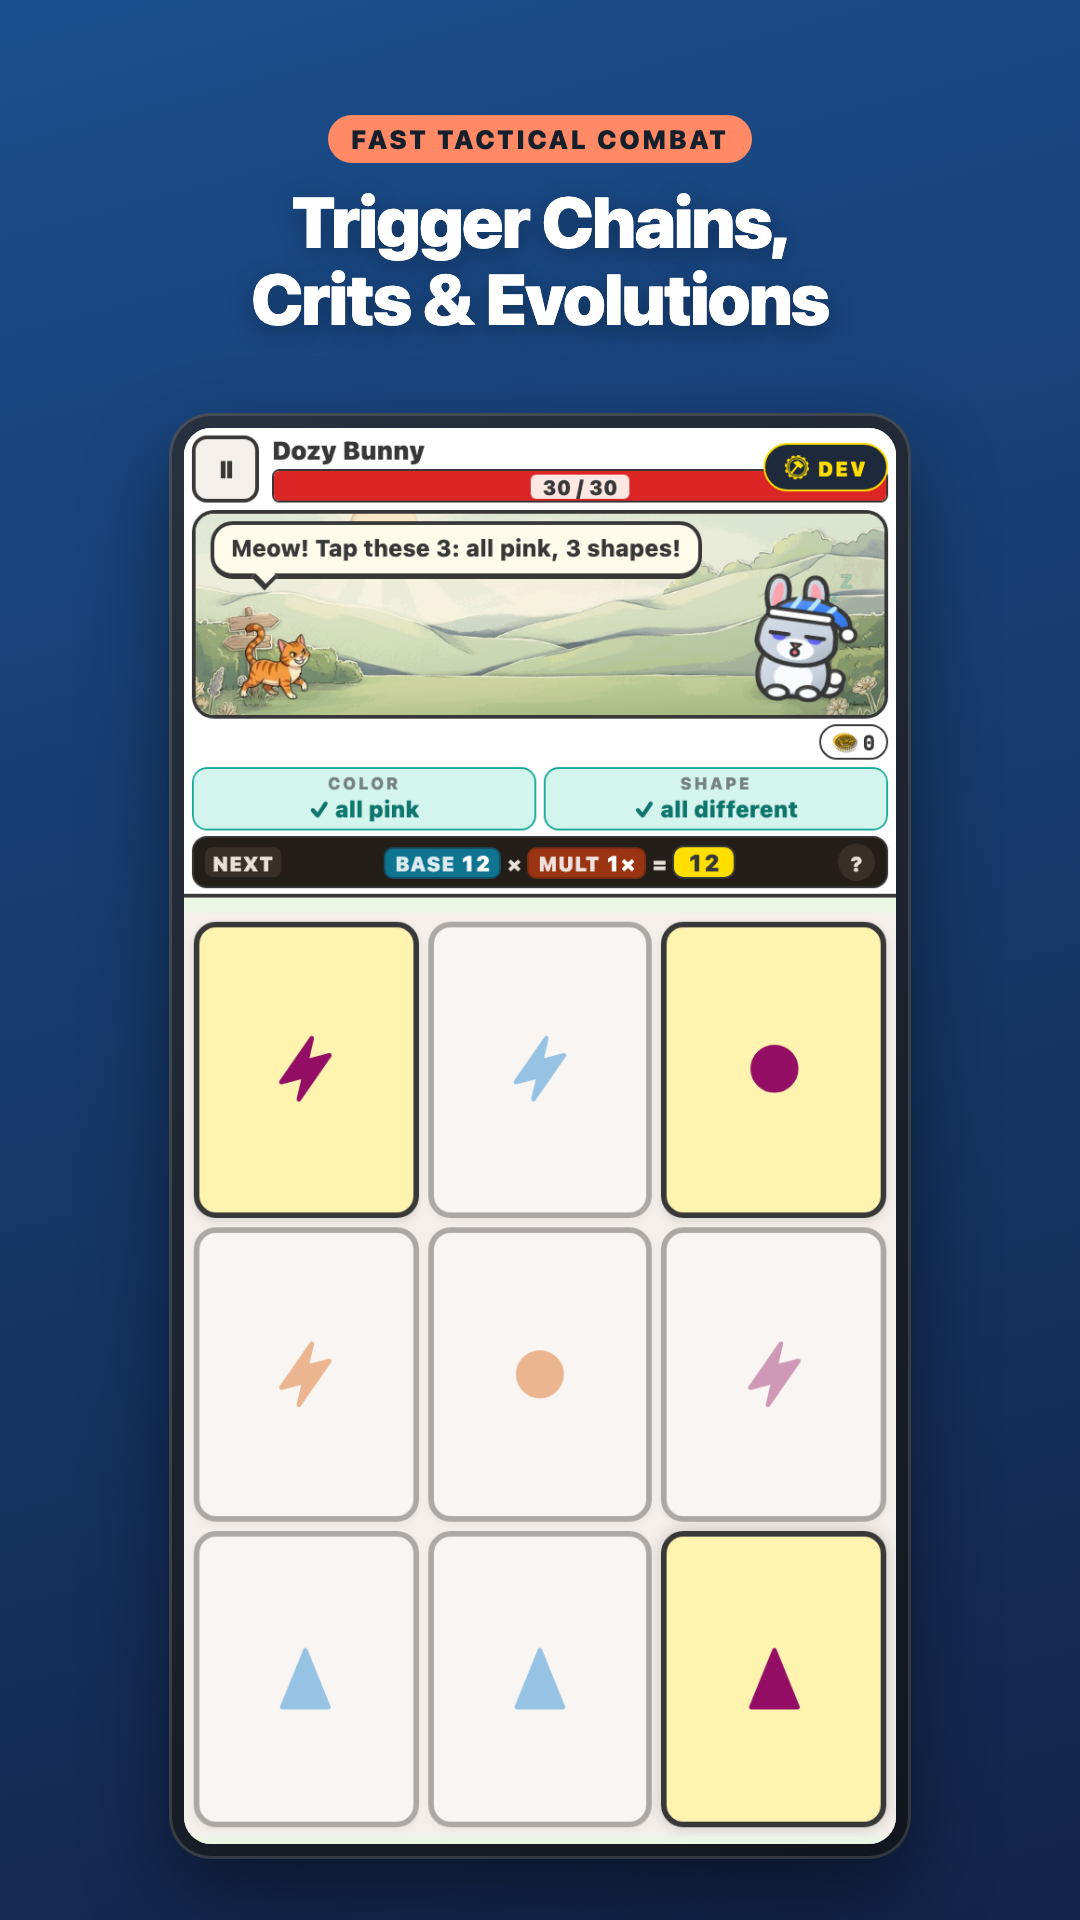 FAST TACTICAL COMBAT
Trigger Chains,
Crits & Evolutions
Dozy Bunny
30 / 30
DEV
Meow! Tap these 3: all pink, 3 shapes!
Z
0
COLOR
✓ all pink
SHAPE
✓ all different
NEXT
BASE 12 × MULT 1× = 12
?